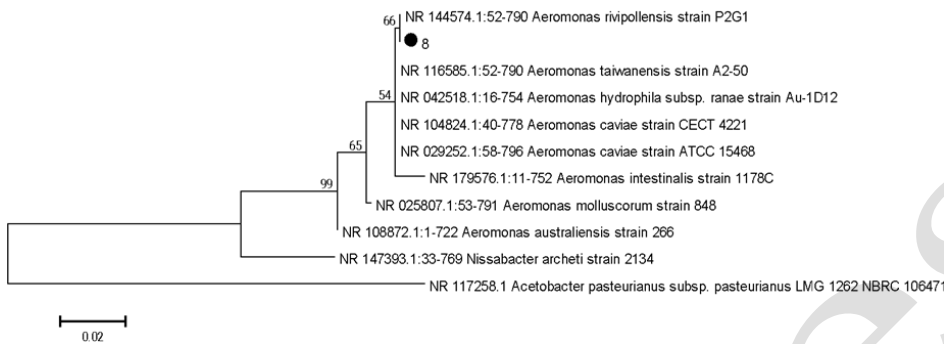 66
NR 144574.1:52-790 Aeromonas rivipollensis strain P2G1
8
NR 116585.1:52-790 Aeromonas taiwanensis strain A2-50
54
NR 042518.1:16-754 Aeromonas hydrophila subsp. ranae strain Au-1D12
NR 104824.1:40-778 Aeromonas caviae strain CECT 4221
65
NR 029252.1:58-796 Aeromonas caviae strain ATCC 15468
NR 179576.1:11-752 Aeromonas intestinalis strain 1178C
99
NR 025807.1:53-791 Aeromonas molluscorum strain 848
NR 108872.1:1-722 Aeromonas australiensis strain 266
NR 147393.1:33-769 Nissabacter archeti strain 2134
NR 117258.1 Acetobacter pasteurianus subsp. pasteurianus LMG 1262 NBRC 106471
0.02